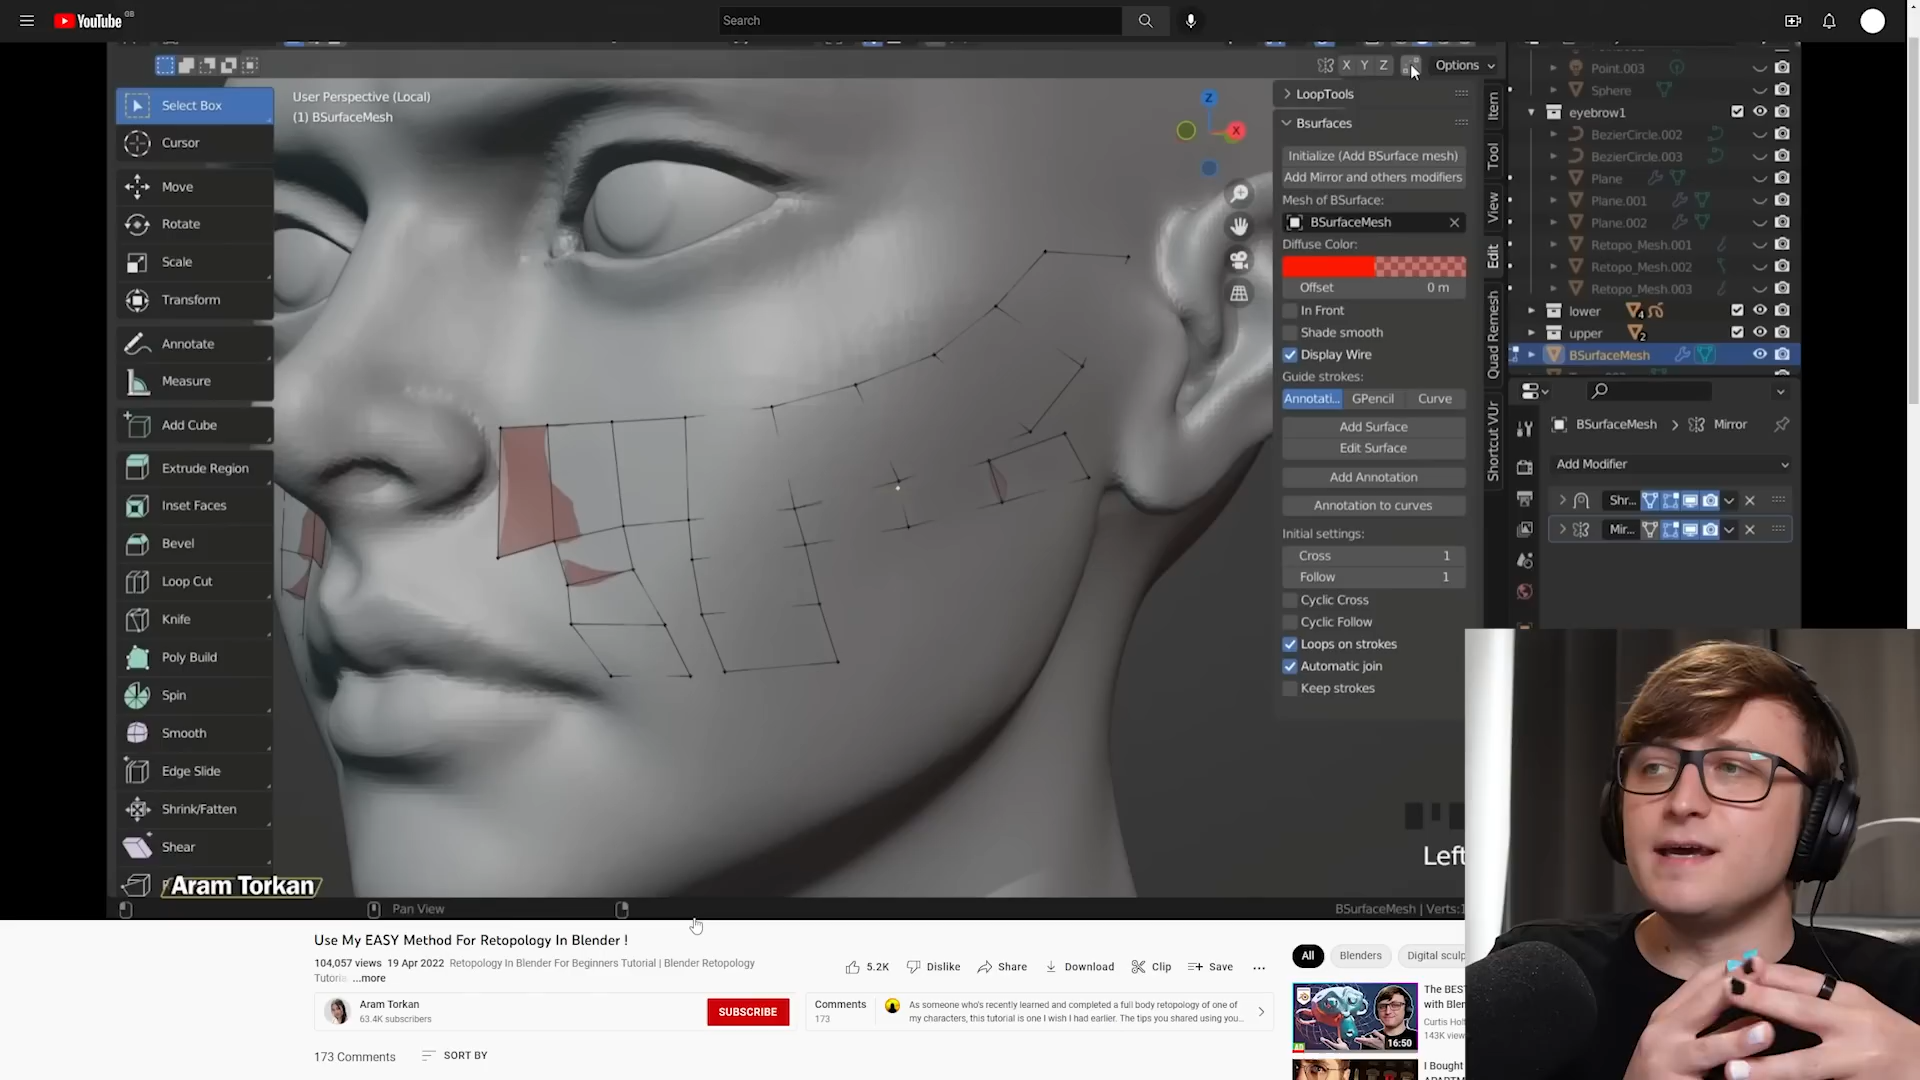 YouTube GB
Search
User Perspective (Local)
(1) BSurfaceMesh
X Y Z
Options
Select Box
Cursor
Move
Rotate
Scale
Transform
Annotate
Measure
Add Cube
Extrude Region
Inset Faces
Bevel
Loop Cut
Knife
Poly Build
Spin
Smooth
Edge Slide
Shrink/Fatten
Shear
Aram Torkan
Z
X
LoopTools
Bsurfaces
Initialize (Add BSurface mesh)
Add Mirror and others modifiers
Mesh of BSurface:
BSurfaceMesh
Diffuse Color:
Offset 0 m
In Front
Shade smooth
Display Wire
Guide strokes:
Annotati... GPencil Curve
Add Surface
Edit Surface
Add Annotation
Annotation to curves
Initial settings:
Cross 1
Follow 1
Cyclic Cross
Cyclic Follow
Loops on strokes
Automatic join
Keep strokes
Item
Tool
View
Edit
Quad Remesh
Shortcut VUr
Point.003
Sphere
eyebrow1
BezierCircle.002
BezierCircle.003
Plane
Plane.001
Plane.002
Retopo_Mesh.001
Retopo_Mesh.002
Retopo_Mesh.003
lower 4
upper 2
BSurfaceMesh
BSurfaceMesh Mirror
Add Modifier
Shr...
Mir...
Left
Pan View
BSurfaceMesh | Verts:1
Use My EASY Method For Retopology In Blender !
104,057 views 19 Apr 2022 Retopology In Blender For Beginners Tutorial | Blender Retopology
Tutoria ...more
5.2K Dislike Share Download Clip Save
Aram Torkan
63.4K subscribers
SUBSCRIBE
Comments
173
As someone who's recently learned and completed a full body retopology of one of
my characters, this tutorial is one I wish I had earlier. The tips you shared using you...
173 Comments SORT BY
All Blenders Digital sculp
16:50
The BES
with Blen
Curtis Hol
143K view
I Bought